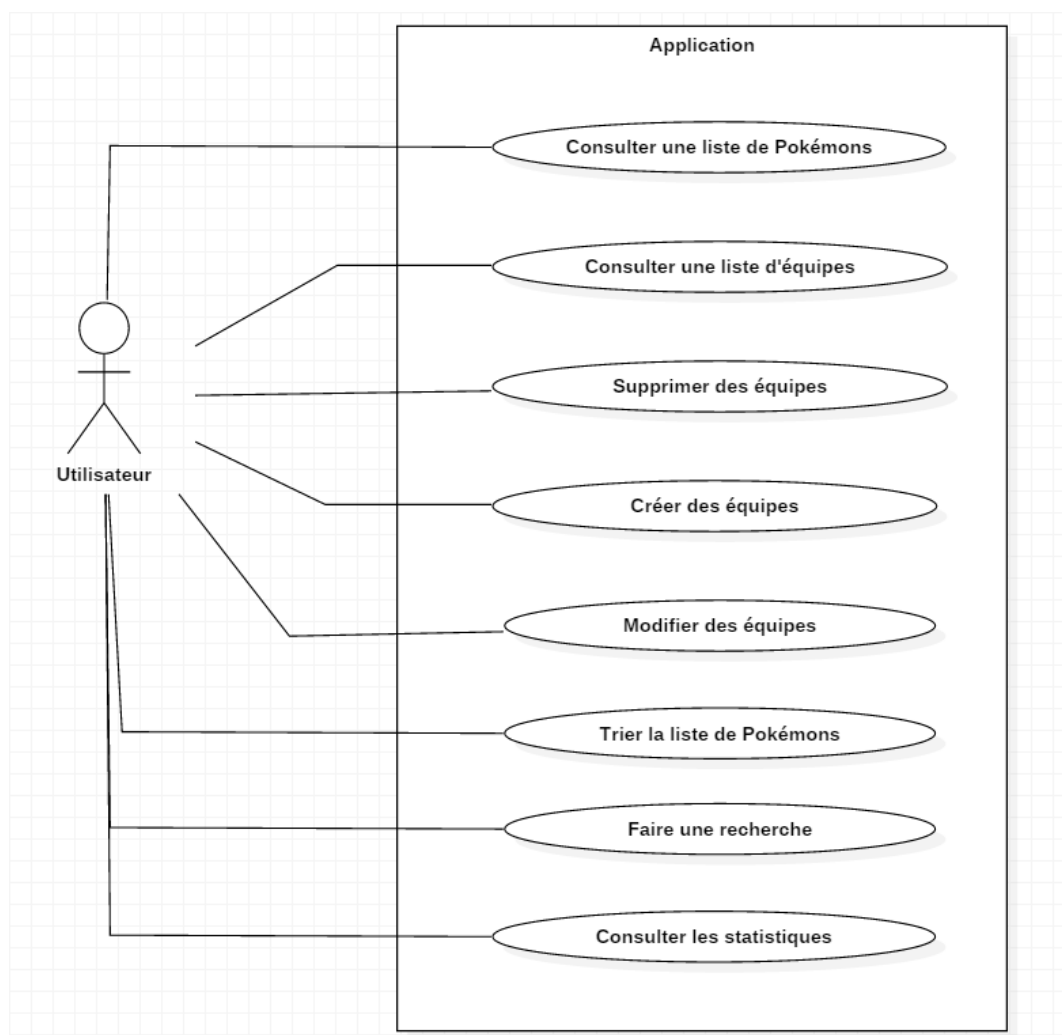 Application
Consulter une liste de Pokémons
Consulter une liste d'équipes
Supprimer des équipes
Utilisateur
Créer des équipes
Modifier des équipes
Trier la liste de Pokémons
Faire une recherche
Consulter les statistiques